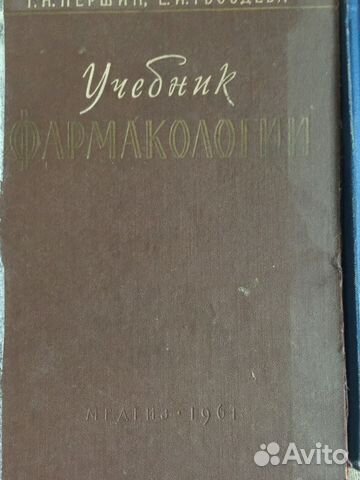 Т.Н. ПЕРШИН, Е.И. ГВОЗДЕВА
Учебник
ФАРМАКОЛОГИИ
МЕДГИЗ · 1961
Avito